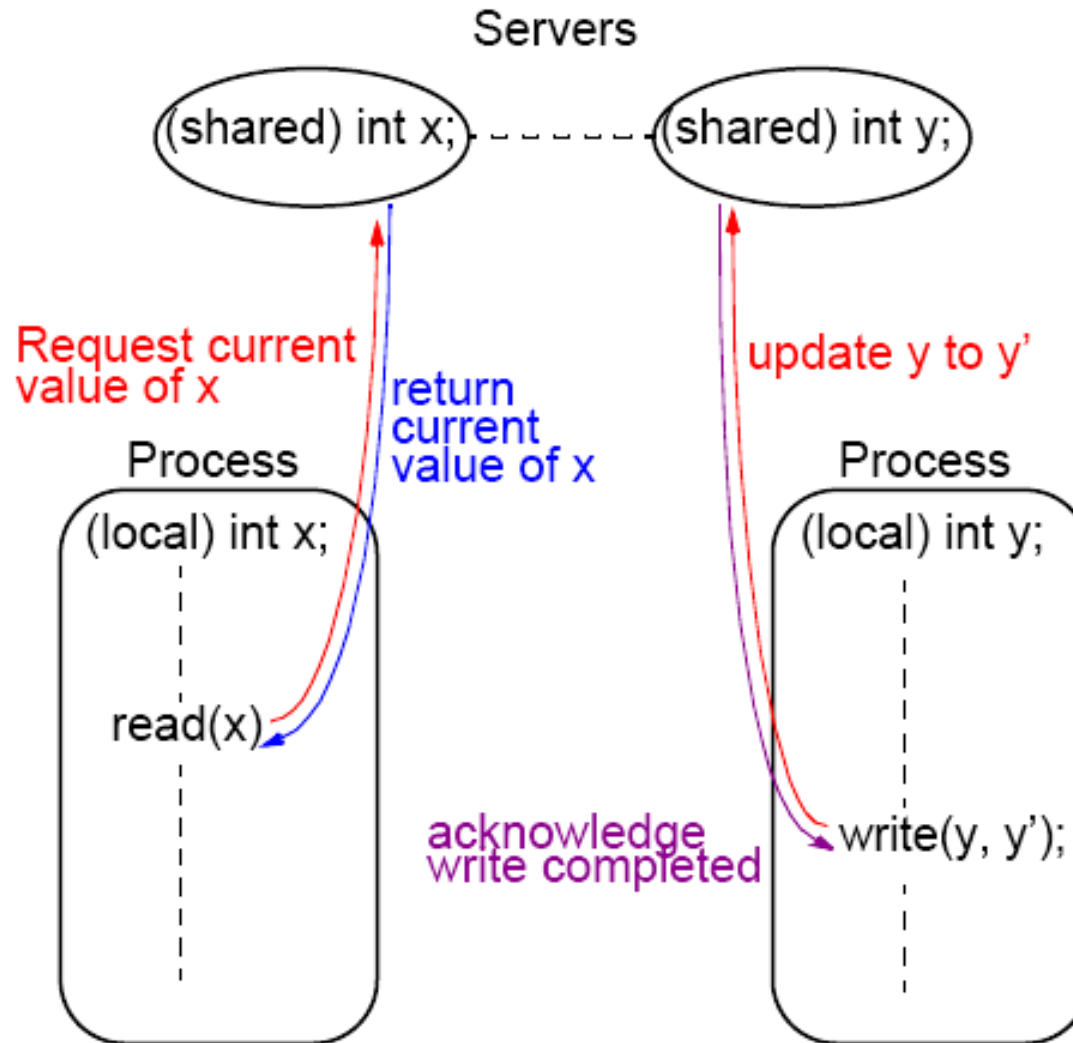 Servers
(shared) int x;
(shared) int y;
Request current
value of x
return
current
value of x
update y to y’
Process
Process
(local) int x;
(local) int y;
read(x)
acknowledge
write completed
write(y, y’);